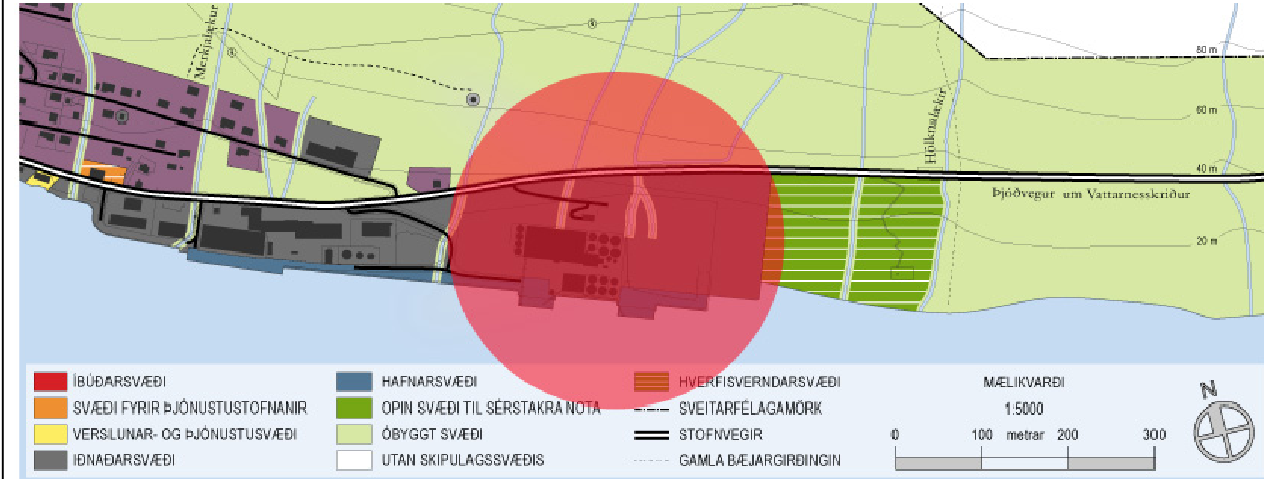 Merkjalækur
80 m
60 m
Hölknalækir
40 m
Þjóðvegur um Vattarnesskriður
20 m
ÍBÚÐARSVÆÐI
HAFNARSVÆÐI
HVERFISVERNDARSVÆÐI
MÆLIKVARÐI
SVÆÐI FYRIR ÞJÓNUSTUSTOFNANIR
OPIN SVÆÐI TIL SÉRSTAKRA NOTA
SVEITARFÉLAGAMÖRK
1:5000
VERSLUNAR- OG ÞJÓNUSTUSVÆÐI
ÓBYGGT SVÆÐI
STOFNVEGIR
0 100 metrar 200 300
IÐNAÐARSVÆÐI
UTAN SKIPULAGSSVÆÐIS
GAMLA BÆJARGIRÐINGIN
N